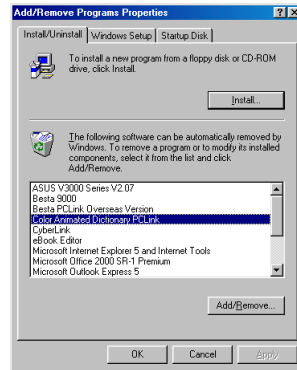 Add/Remove Programs Properties
Install/Uninstall Windows Setup Startup Disk
To install a new program from a floppy disk or CD-ROM
drive, click Install.
Install...
The following software can be automatically removed by
Windows. To remove a program or to modify its installed
components, select it from the list and click
Add/Remove.
ASUS V3000 Series V2.07
Besta 9000
Besta PCLink Overseas Version
Color Animated Dictionary PCLink
CyberLink
eBook Editor
Microsoft Internet Explorer 5 and Internet Tools
Microsoft Office 2000 SR-1 Premium
Microsoft Outlook Express 5
Add/Remove...
OK Cancel Apply